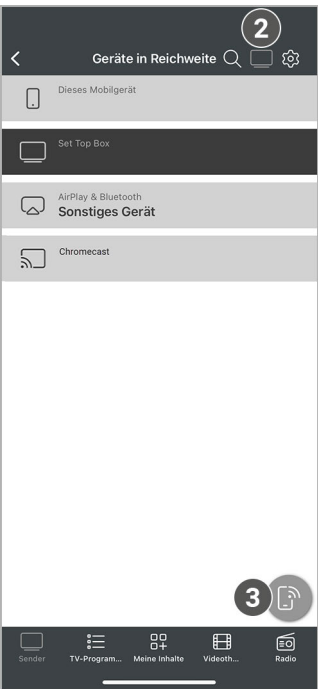 2
Geräte in Reichweite
Dieses Mobilgerät
Set Top Box
AirPlay & Bluetooth
Sonstiges Gerät
Chromecast
3
Sender
TV-Program...
Meine Inhalte
Videoth...
Radio